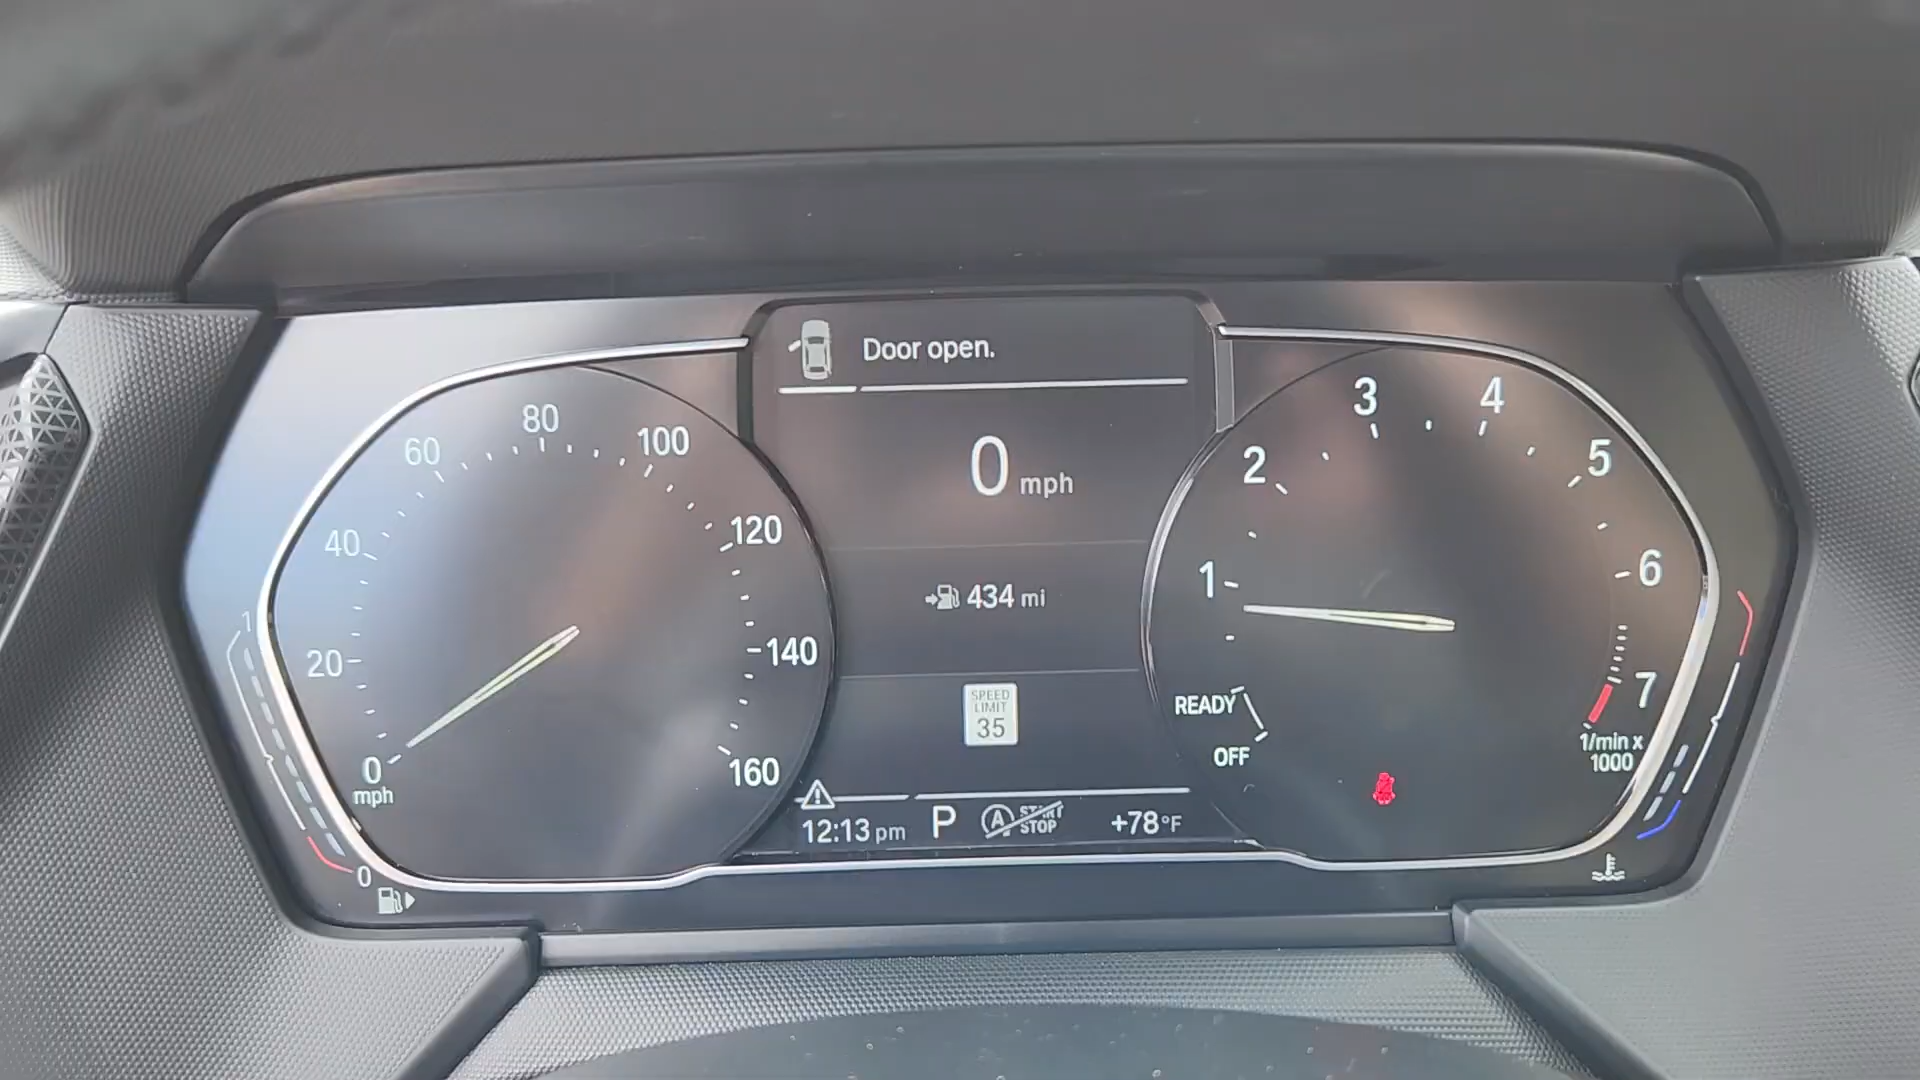 Door open.
0 mph
434 mi
SPEED
LIMIT
35
12:13 pm
P
A
START
STOP
+78°F
0
mph
20
40
60
80
100
120
140
160
1
0
OFF
READY
1
2
3
4
5
6
7
1/min x
1000